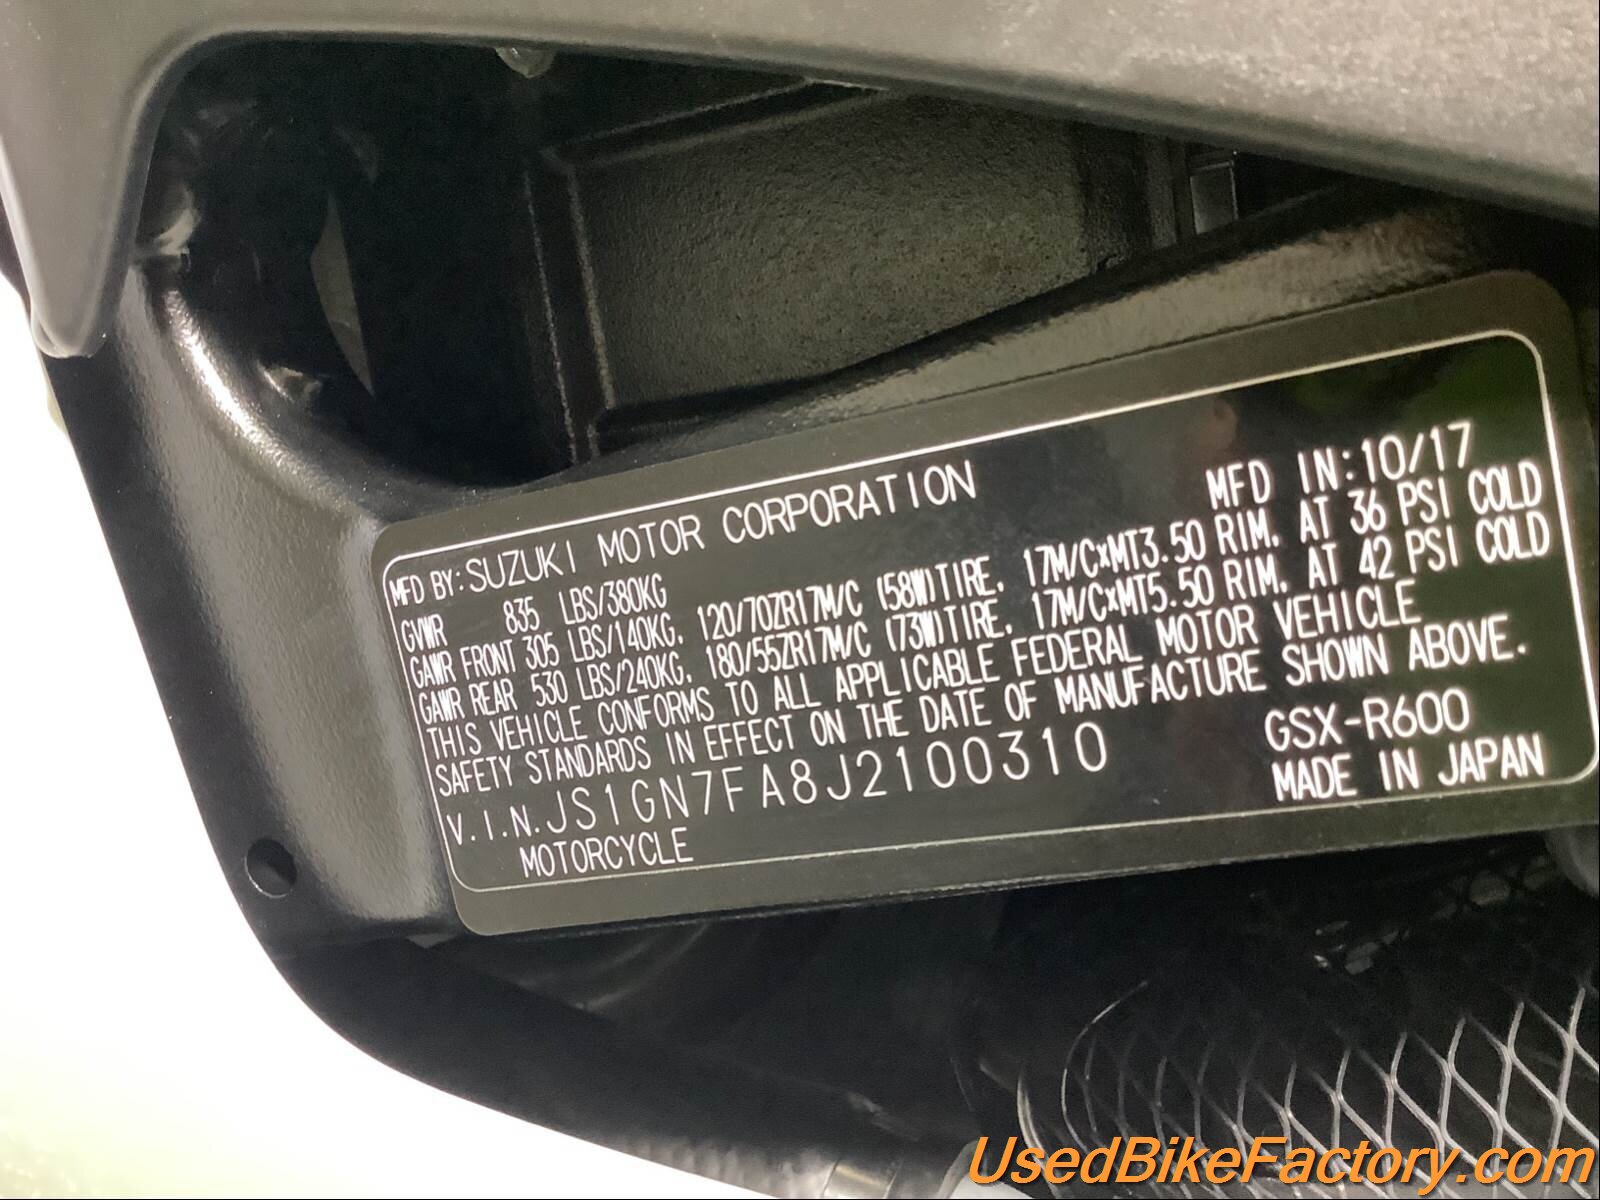 MFD BY: SUZUKI MOTOR CORPORATION MFD IN: 10/17
GVWR 835 LBS/380KG
GAWR FRONT 305 LBS/140KG, 120/70ZR17M/C (58W) TIRE, 17M/C×MT3.50 RIM, AT 36 PSI COLD
GAWR REAR 530 LBS/240KG, 180/55ZR17M/C (73W) TIRE, 17M/C×MT5.50 RIM, AT 42 PSI COLD
THIS VEHICLE CONFORMS TO ALL APPLICABLE FEDERAL MOTOR VEHICLE
SAFETY STANDARDS IN EFFECT ON THE DATE OF MANUFACTURE SHOWN ABOVE.
V.I.N. JS1GN7FA8J2100310 GSX-R600
MOTORCYCLE MADE IN JAPAN
UsedBikeFactory.com